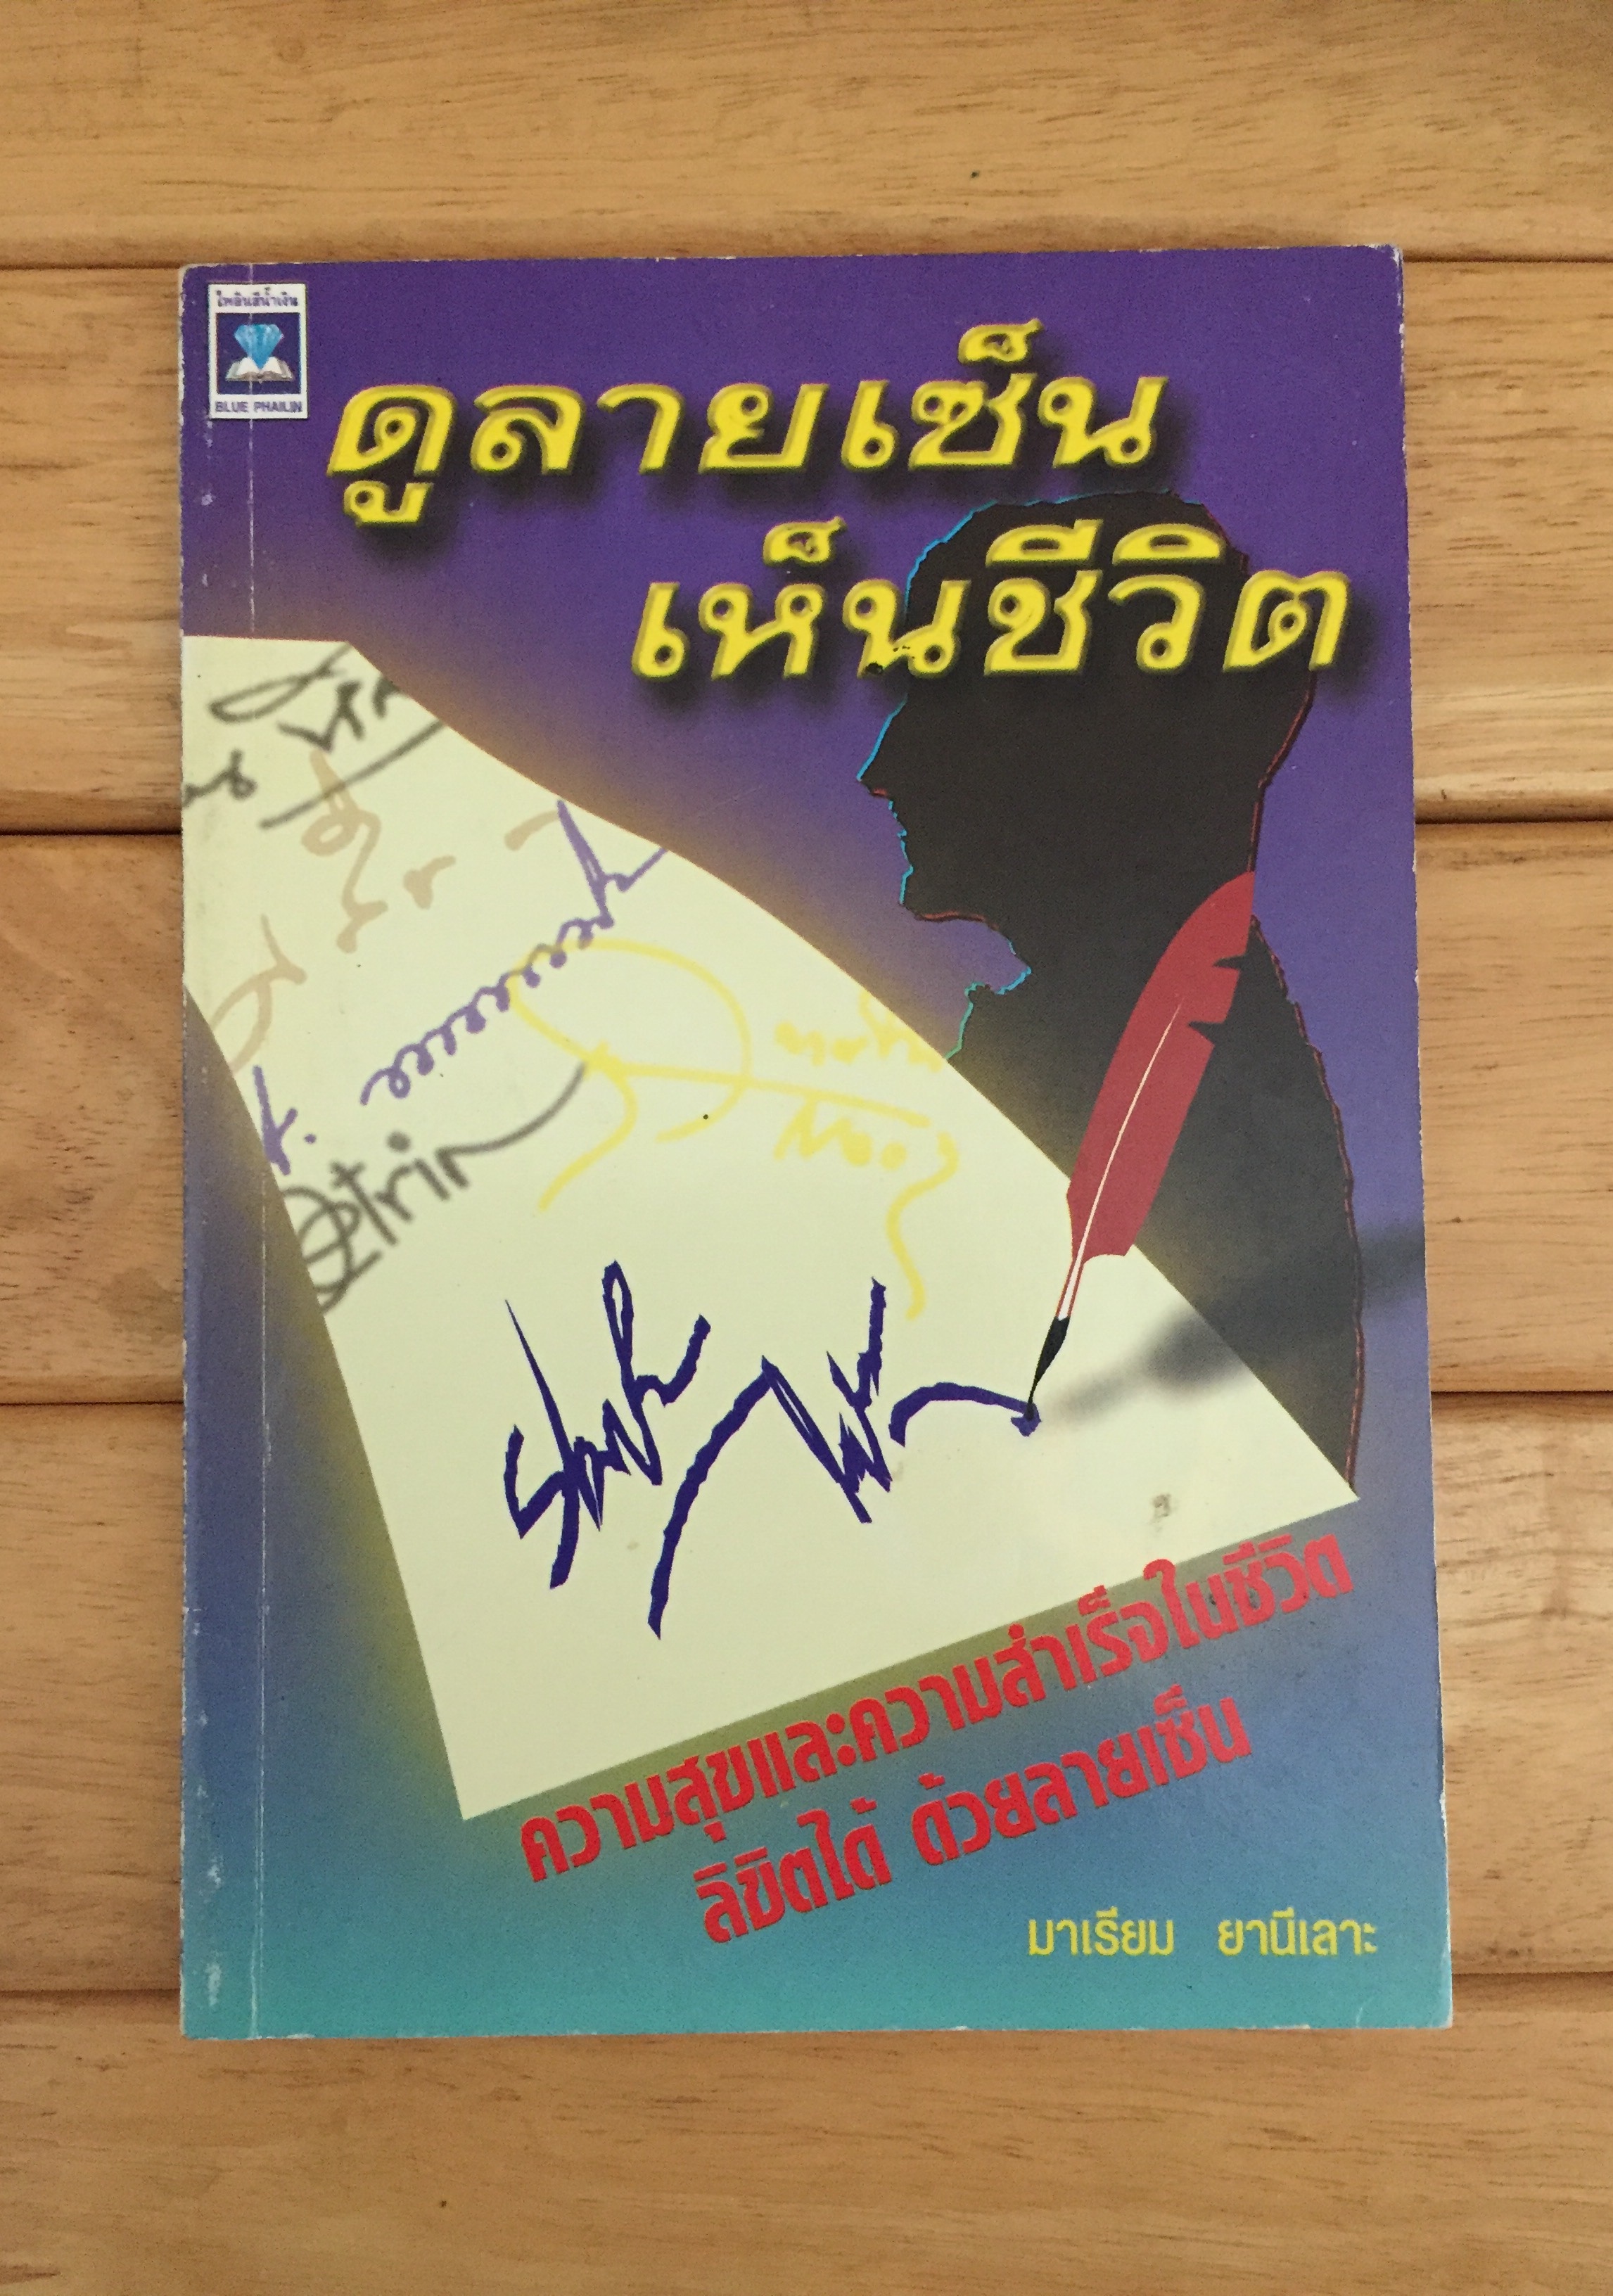 ไพลินสีน้ำเงิน
BLUE PHAILIN
ดูลายเซ็น
เห็นชีวิต
ความสุขและความสำเร็จในชีวิต
ลิขิตได้ ด้วยลายเซ็น
มาเรียม ยานีเลาะ